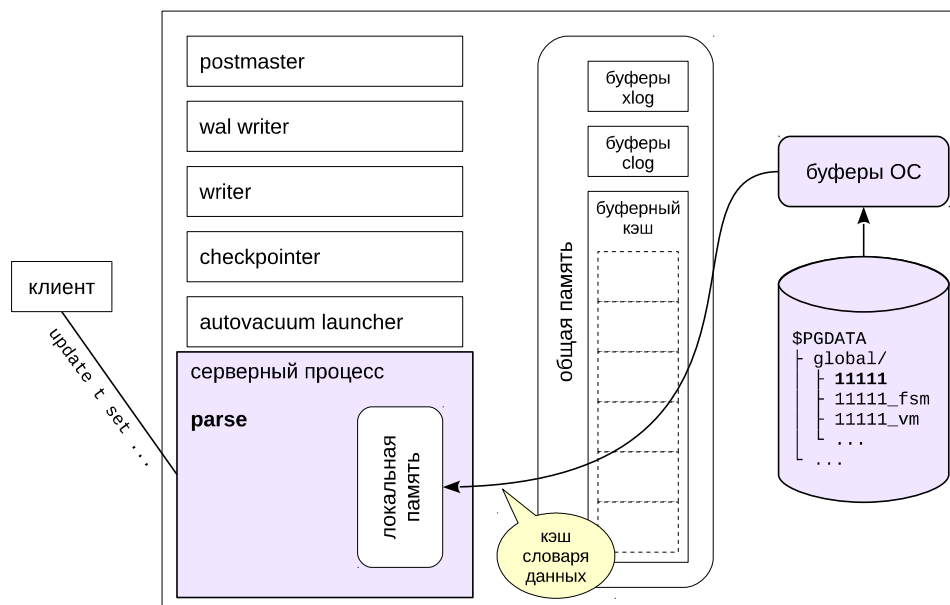 postmaster
wal writer
writer
checkpointer
autovacuum launcher
клиент
update t set ...
серверный процесс
parse
локальная
память
общая память
буферы
xlog
буферы
clog
буферный
кэш
кэш
словаря
данных
буферы ОС
$PGDATA
global/
11111
11111_fsm
11111_vm
...
...